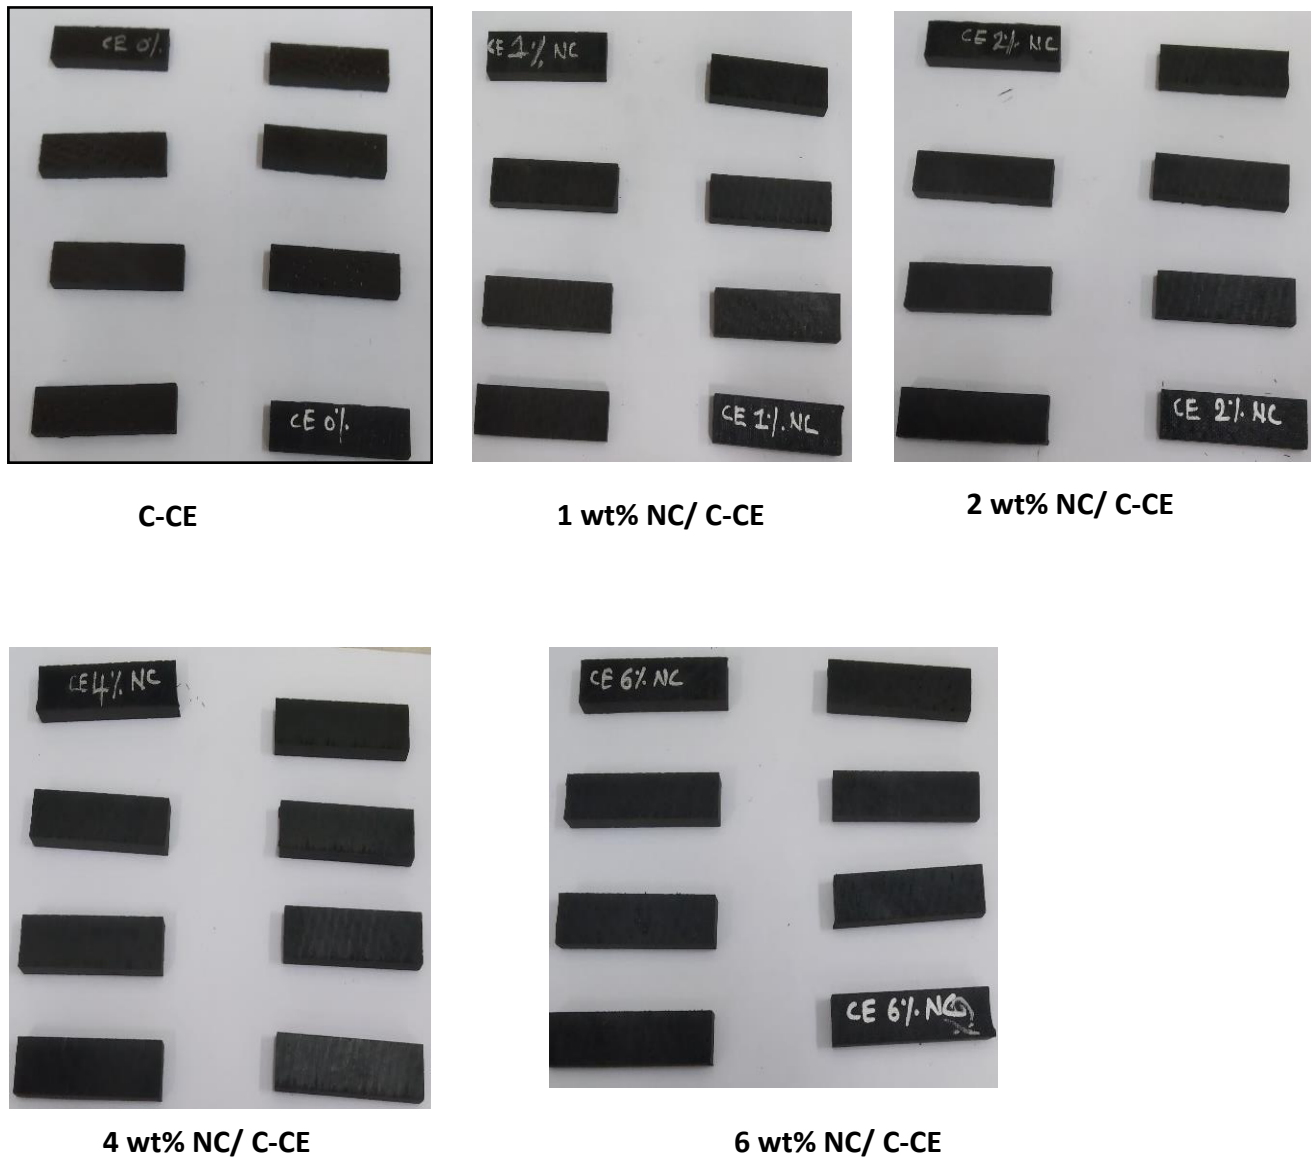 CE 0%
CE 0%
C-CE
CE 1% NC
CE 1% NC
1 wt% NC/ C-CE
CE 2% NC
CE 2% NC
2 wt% NC/ C-CE
CE 4% NC
4 wt% NC/ C-CE
CE 6% NC
CE 6% NC
6 wt% NC/ C-CE